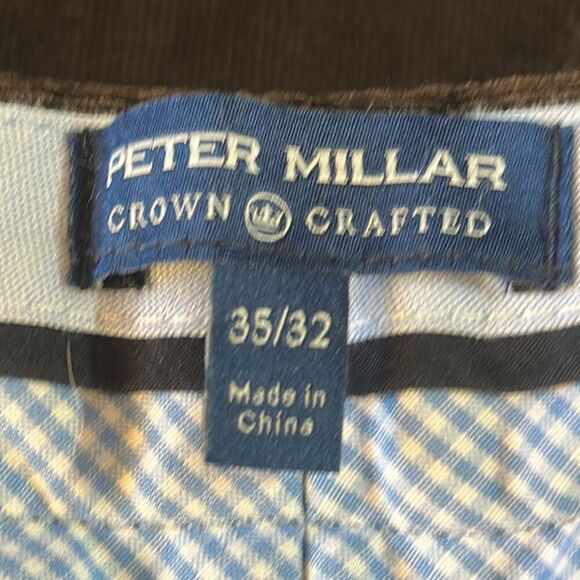 PETER MILLAR
CROWN CRAFTED
35/32
Made in
China